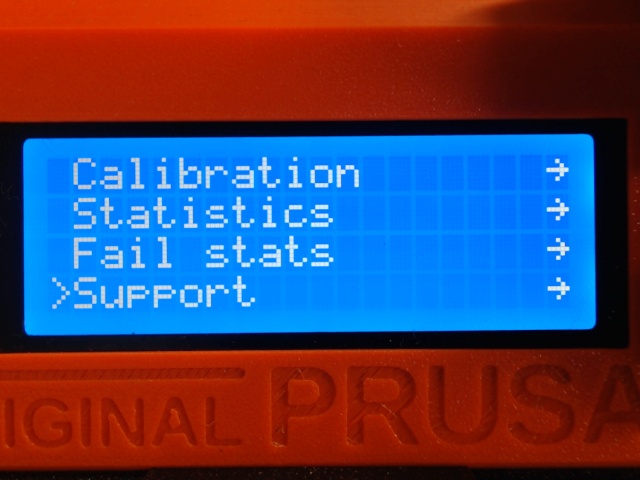 Calibration →
Statistics →
Fail stats →
>Support →
IGINAL PRUSA